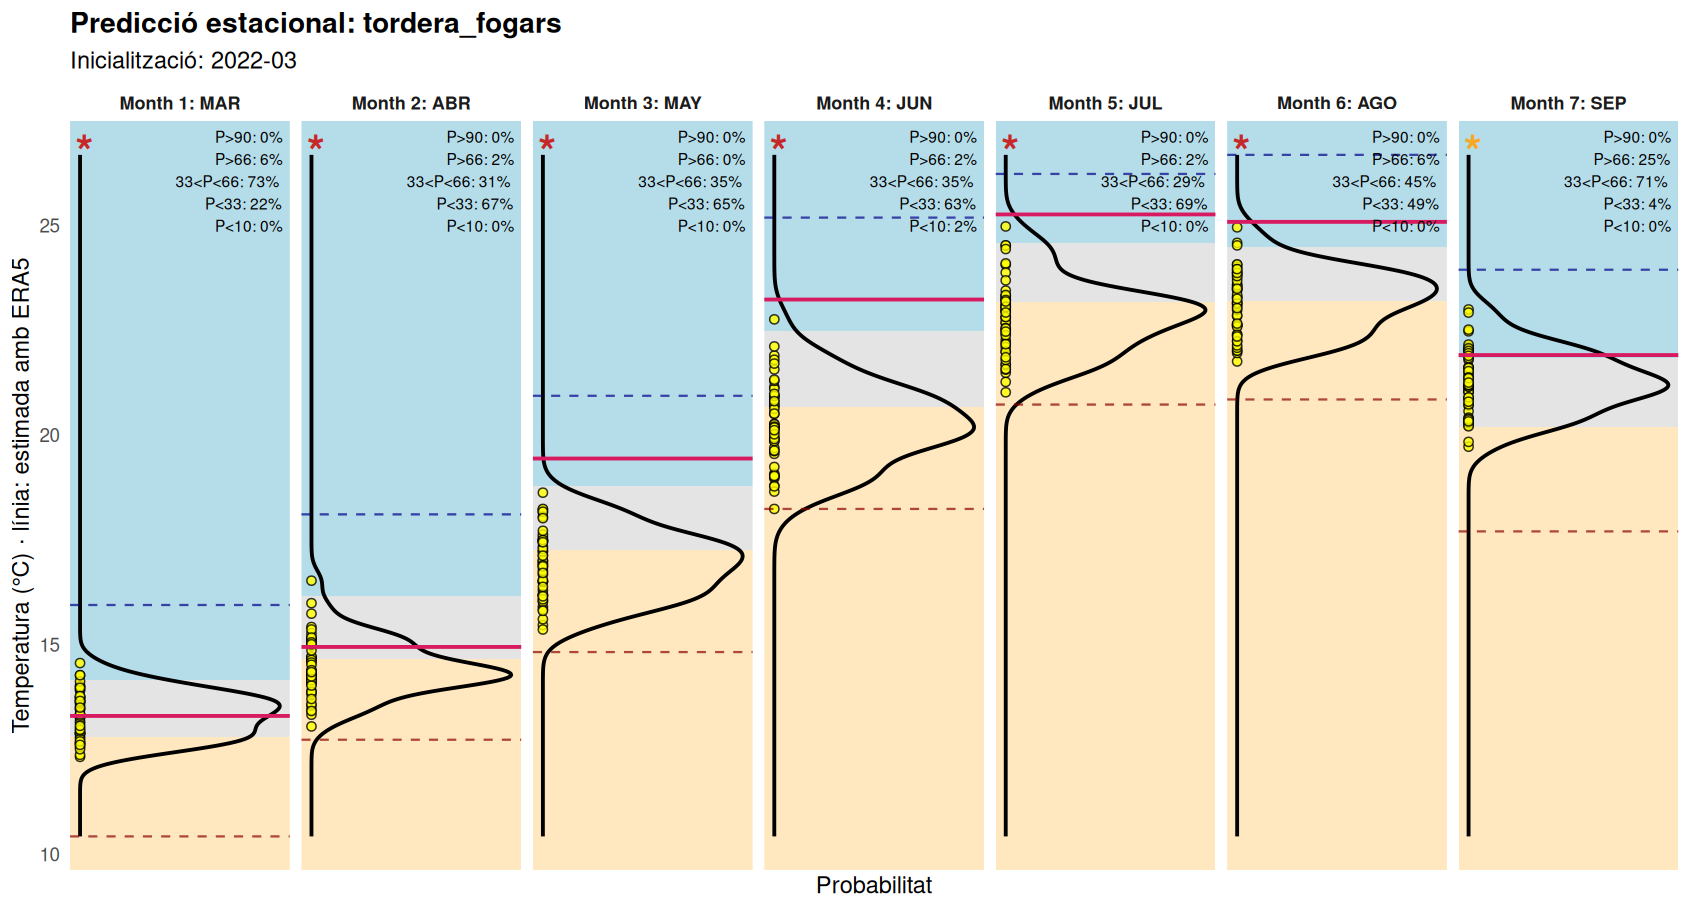 Predicció estacional: tordera_fogars
Inicialització: 2022-03
Month 1: MAR
Month 2: ABR
Month 3: MAY
Month 4: JUN
Month 5: JUL
Month 6: AGO
Month 7: SEP
*
P>90: 0%
P>66: 6%
33<P<66: 73%
P<33: 22%
P<10: 0%
*
P>90: 0%
P>66: 2%
33<P<66: 31%
P<33: 67%
P<10: 0%
*
P>90: 0%
P>66: 0%
33<P<66: 35%
P<33: 65%
P<10: 0%
*
P>90: 0%
P>66: 2%
33<P<66: 35%
P<33: 63%
P<10: 2%
*
P>90: 0%
P>66: 2%
33<P<66: 29%
P<33: 69%
P<10: 0%
*
P>90: 0%
P>66: 6%
33<P<66: 45%
P<33: 49%
P<10: 0%
*
P>90: 0%
P>66: 25%
33<P<66: 71%
P<33: 4%
P<10: 0%
25
20
15
10
Temperatura (°C) · línia: estimada amb ERA5
Probabilitat